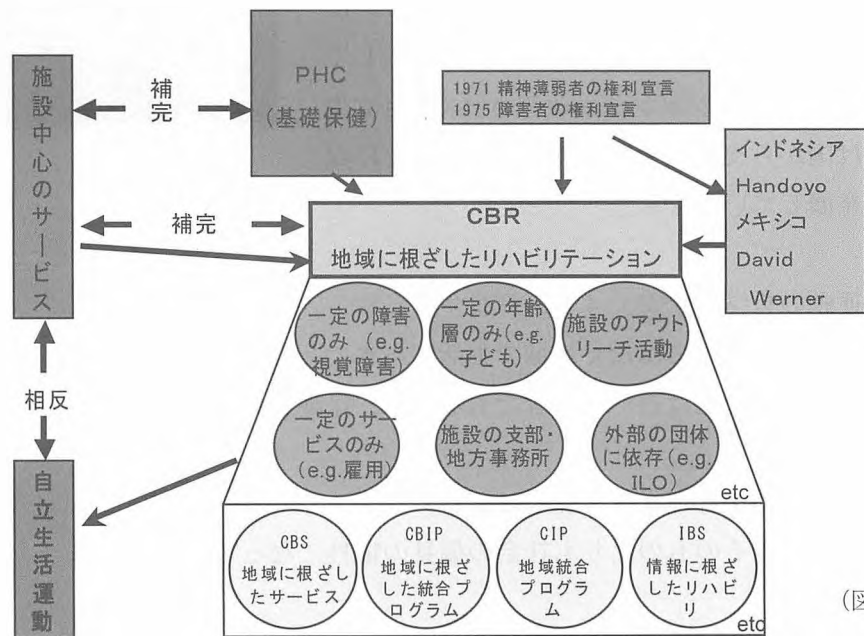 施設中心のサービス
補完
PHC
(基礎保健)
1971 精神薄弱者の権利宣言
1975 障害者の権利宣言
インドネシア
Handoyo
メキシコ
David
Werner
補完
CBR
地域に根ざしたリハビリテーション
一定の障害
のみ (e.g.
視覚障害)
一定の年齢
層のみ(e.g.
子ども)
施設のアウト
リーチ活動
相反
一定のサー
ビスのみ
(e.g.雇用)
施設の支部・
地方事務所
外部の団体
に依存(e.g.
ILO)
etc
自立生活運動
CBS
地域に根ざし
たサービス
CBIP
地域に根ざ
した統合プ
ログラム
CIP
地域統合
プログラ
ム
IBS
情報に根ざ
したリハビ
リ
etc
(図